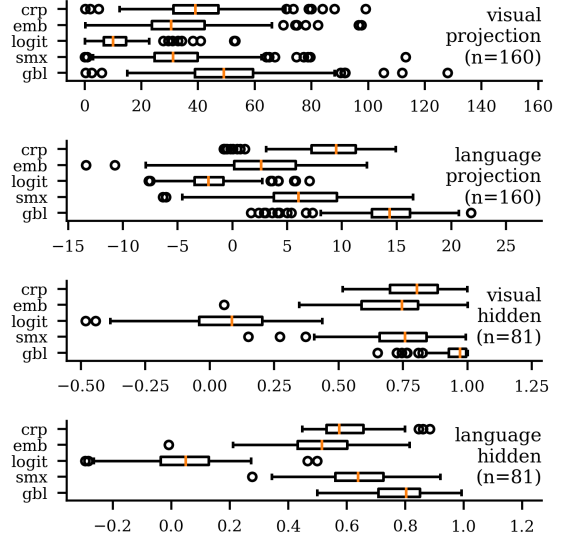 crp
emb
logit
smx
gbl
visual
projection
(n=160)
0 20 40 60 80 100 120 140 160
crp
emb
logit
smx
gbl
language
projection
(n=160)
−15 −10 −5 0 5 10 15 20 25
crp
emb
logit
smx
gbl
visual
hidden
(n=81)
−0.50 −0.25 0.00 0.25 0.50 0.75 1.00 1.25
crp
emb
logit
smx
gbl
language
hidden
(n=81)
−0.2 0.0 0.2 0.4 0.6 0.8 1.0 1.2